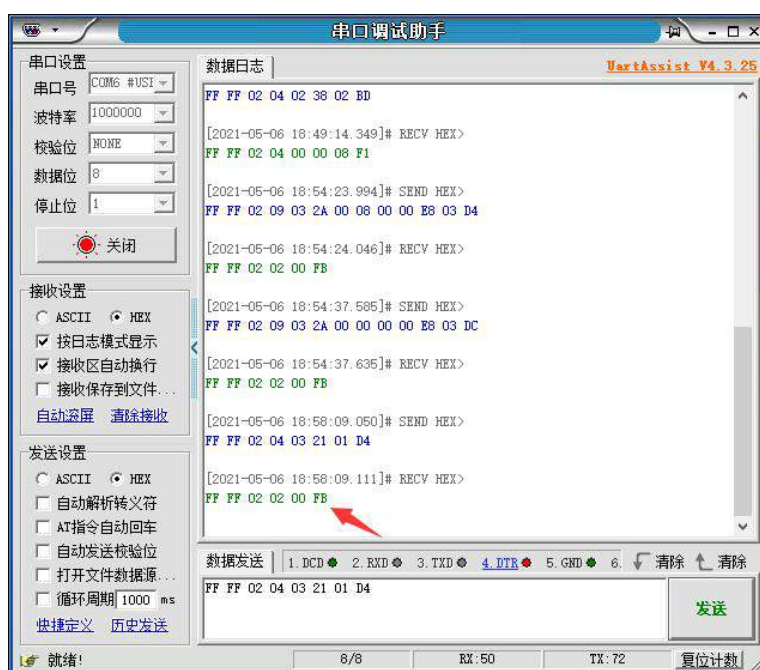 串口调试助手
串口设置
串口号 COM6 #USI
波特率 1000000
校验位 NONE
数据位 8
停止位 1
关闭
接收设置
ASCII HEX
按日志模式显示
接收区自动换行
接收保存到文件...
自动滚屏 清除接收
发送设置
ASCII HEX
自动解析转义符
AT指令自动回车
自动发送校验位
打开文件数据源...
循环周期 1000 ms
快捷定义 历史发送
数据日志 UartAssist V4.3.25
FF FF 02 04 02 38 02 BD
[2021-05-06 18:49:14.349]# RECV HEX>
FF FF 02 04 00 00 08 F1
[2021-05-06 18:54:23.994]# SEND HEX>
FF FF 02 09 03 2A 00 08 00 00 E8 03 D4
[2021-05-06 18:54:24.046]# RECV HEX>
FF FF 02 02 00 FB
[2021-05-06 18:54:37.585]# SEND HEX>
FF FF 02 09 03 2A 00 00 00 00 E8 03 DC
[2021-05-06 18:54:37.635]# RECV HEX>
FF FF 02 02 00 FB
[2021-05-06 18:58:09.050]# SEND HEX>
FF FF 02 04 03 21 01 D4
[2021-05-06 18:58:09.111]# RECV HEX>
FF FF 02 02 00 FB
数据发送 1.DCD 2.RXD 3.TXD 4.DTR 5.GND 6. 清除 清除
FF FF 02 04 03 21 01 D4
发送
就绪! 8/8 RX:50 TX:72 复位计数